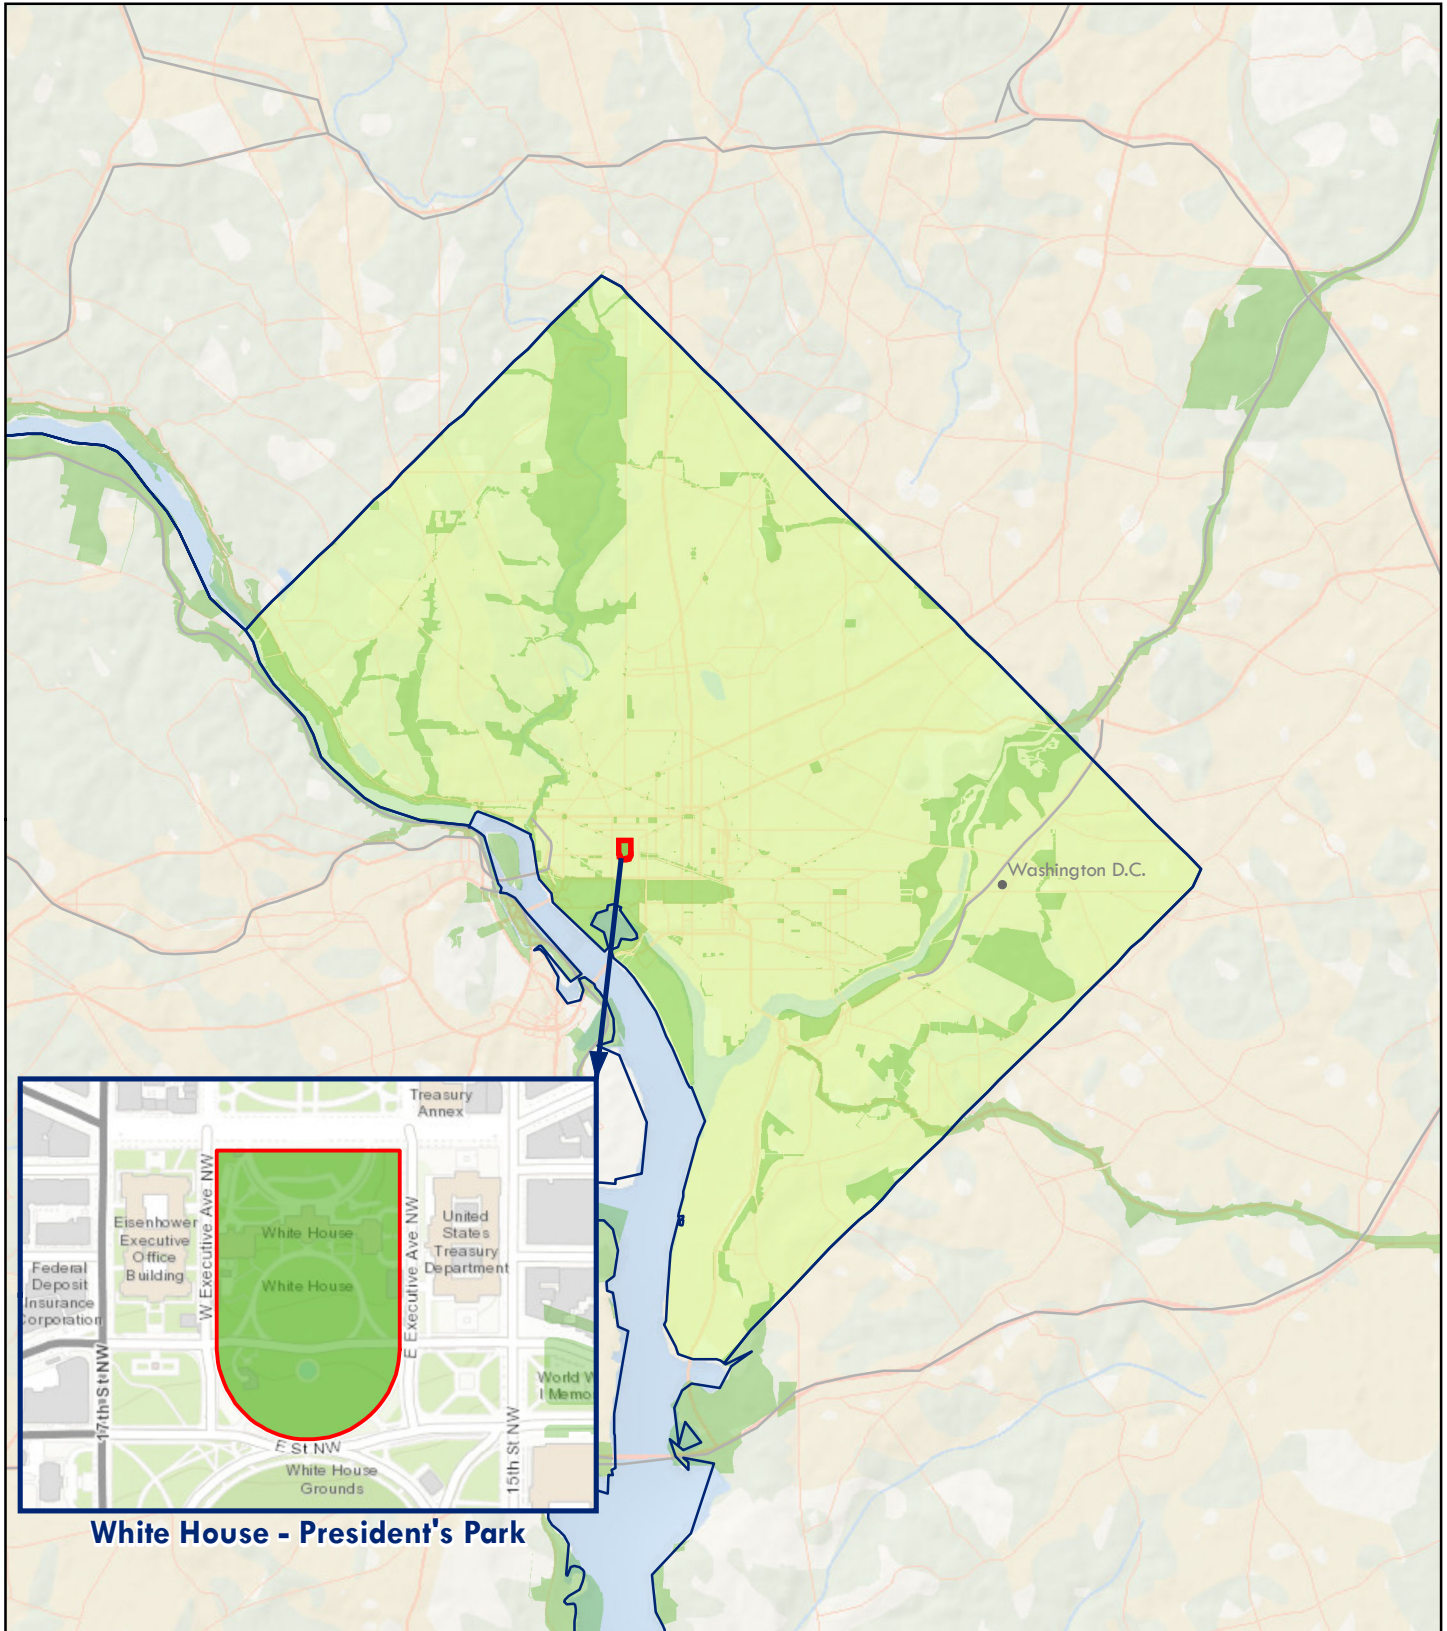 Washington D.C.
Treasury
Annex
W Executive Ave NW
E Executive Ave NW
Eisenhower
Executive
Office
Building
White House
White House
United
States
Treasury
Department
Federal
Deposit
Insurance
Corporation
17th St NW
World W
I Memo
15th St NW
E St NW
White House
Grounds
White House - President's Park